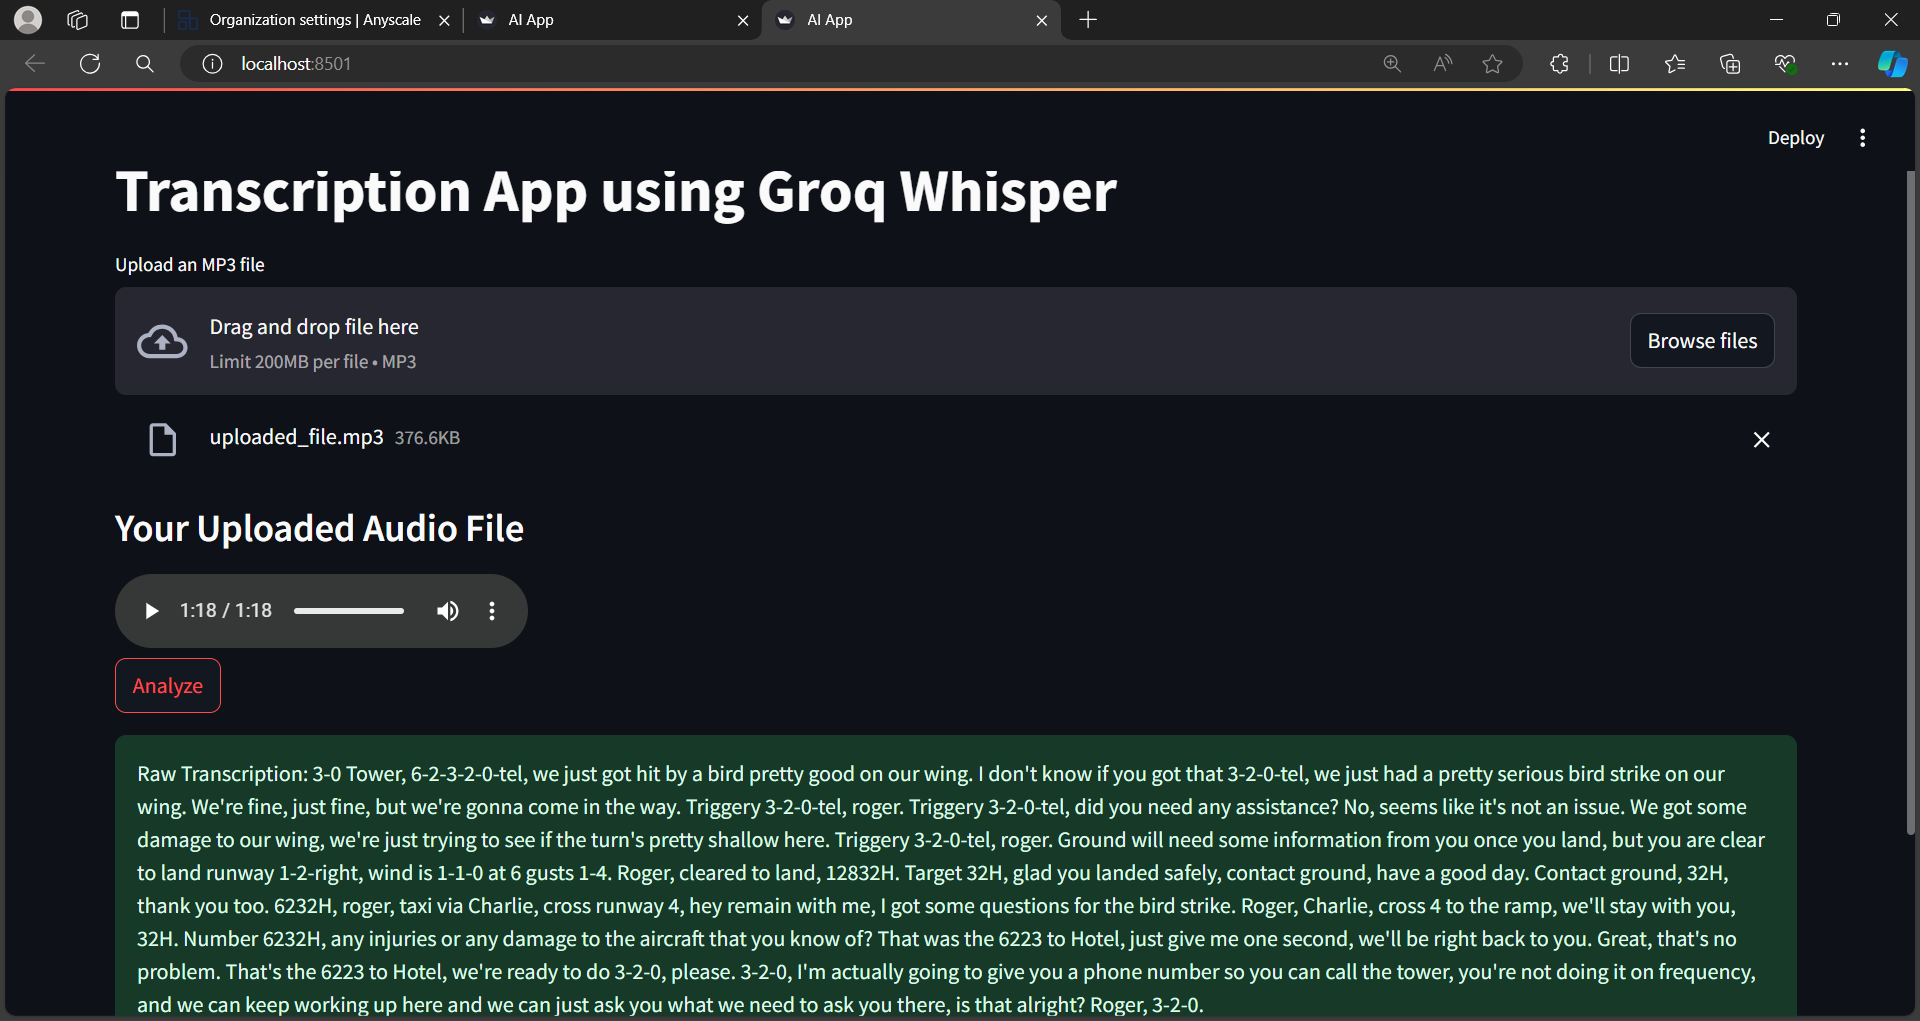 Organization settings | Anyscale
AI App
AI App
localhost:8501
Deploy
Transcription App using Groq Whisper
Upload an MP3 file
Drag and drop file here
Limit 200MB per file • MP3
Browse files
uploaded_file.mp3 376.6KB
Your Uploaded Audio File
1:18 / 1:18
Analyze
Raw Transcription: 3-0 Tower, 6-2-3-2-0-tel, we just got hit by a bird pretty good on our wing. I don't know if you got that 3-2-0-tel, we just had a pretty serious bird strike on our
wing. We're fine, just fine, but we're gonna come in the way. Triggery 3-2-0-tel, roger. Triggery 3-2-0-tel, did you need any assistance? No, seems like it's not an issue. We got some
damage to our wing, we're just trying to see if the turn's pretty shallow here. Triggery 3-2-0-tel, roger. Ground will need some information from you once you land, but you are clear
to land runway 1-2-right, wind is 1-1-0 at 6 gusts 1-4. Roger, cleared to land, 12832H. Target 32H, glad you landed safely, contact ground, have a good day. Contact ground, 32H,
thank you too. 6232H, roger, taxi via Charlie, cross runway 4, hey remain with me, I got some questions for the bird strike. Roger, Charlie, cross 4 to the ramp, we'll stay with you,
32H. Number 6232H, any injuries or any damage to the aircraft that you know of? That was the 6223 to Hotel, just give me one second, we'll be right back to you. Great, that's no
problem. That's the 6223 to Hotel, we're ready to do 3-2-0, please. 3-2-0, I'm actually going to give you a phone number so you can call the tower, you're not doing it on frequency,
and we can keep working up here and we can just ask you what we need to ask you there, is that alright? Roger, 3-2-0.